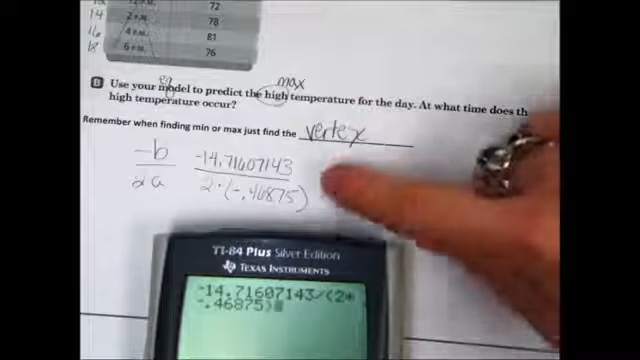 12 P.M. 72
14 2 P.M. 78
16 4 P.M. 81
18 6 P.M. 76
eq max
B Use your model to predict the high temperature for the day. At what time does th
high temperature occur?
Remember when finding min or max just find the vertex
-b -14.71607143
2a 2·(-.46875)
TI-84 Plus Silver Edition
TEXAS INSTRUMENTS
-14.71607143/(2*
-.46875)